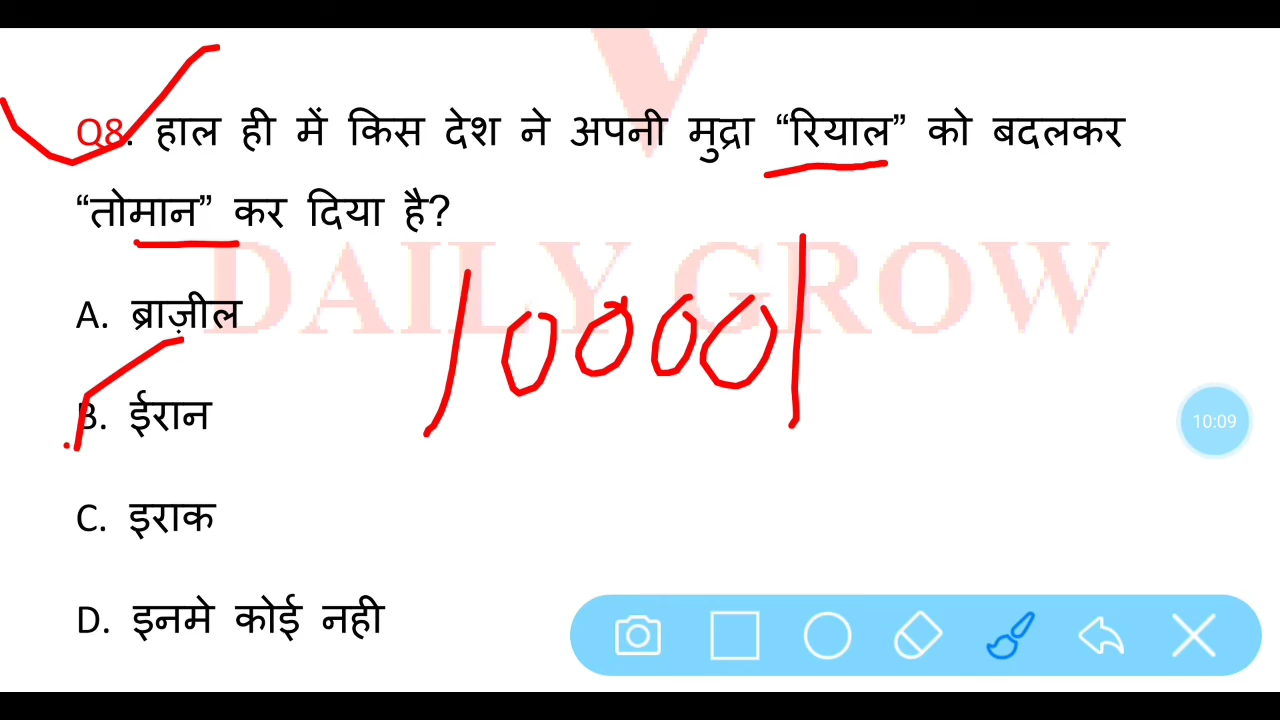 Q8. हाल ही में किस देश ने अपनी मुद्रा “रियाल” को बदलकर
“तोमान” कर दिया है?
DAILY GROW
A. ब्राज़ील
10000
B. ईरान
10:09
C. इराक
D. इनमे कोई नही